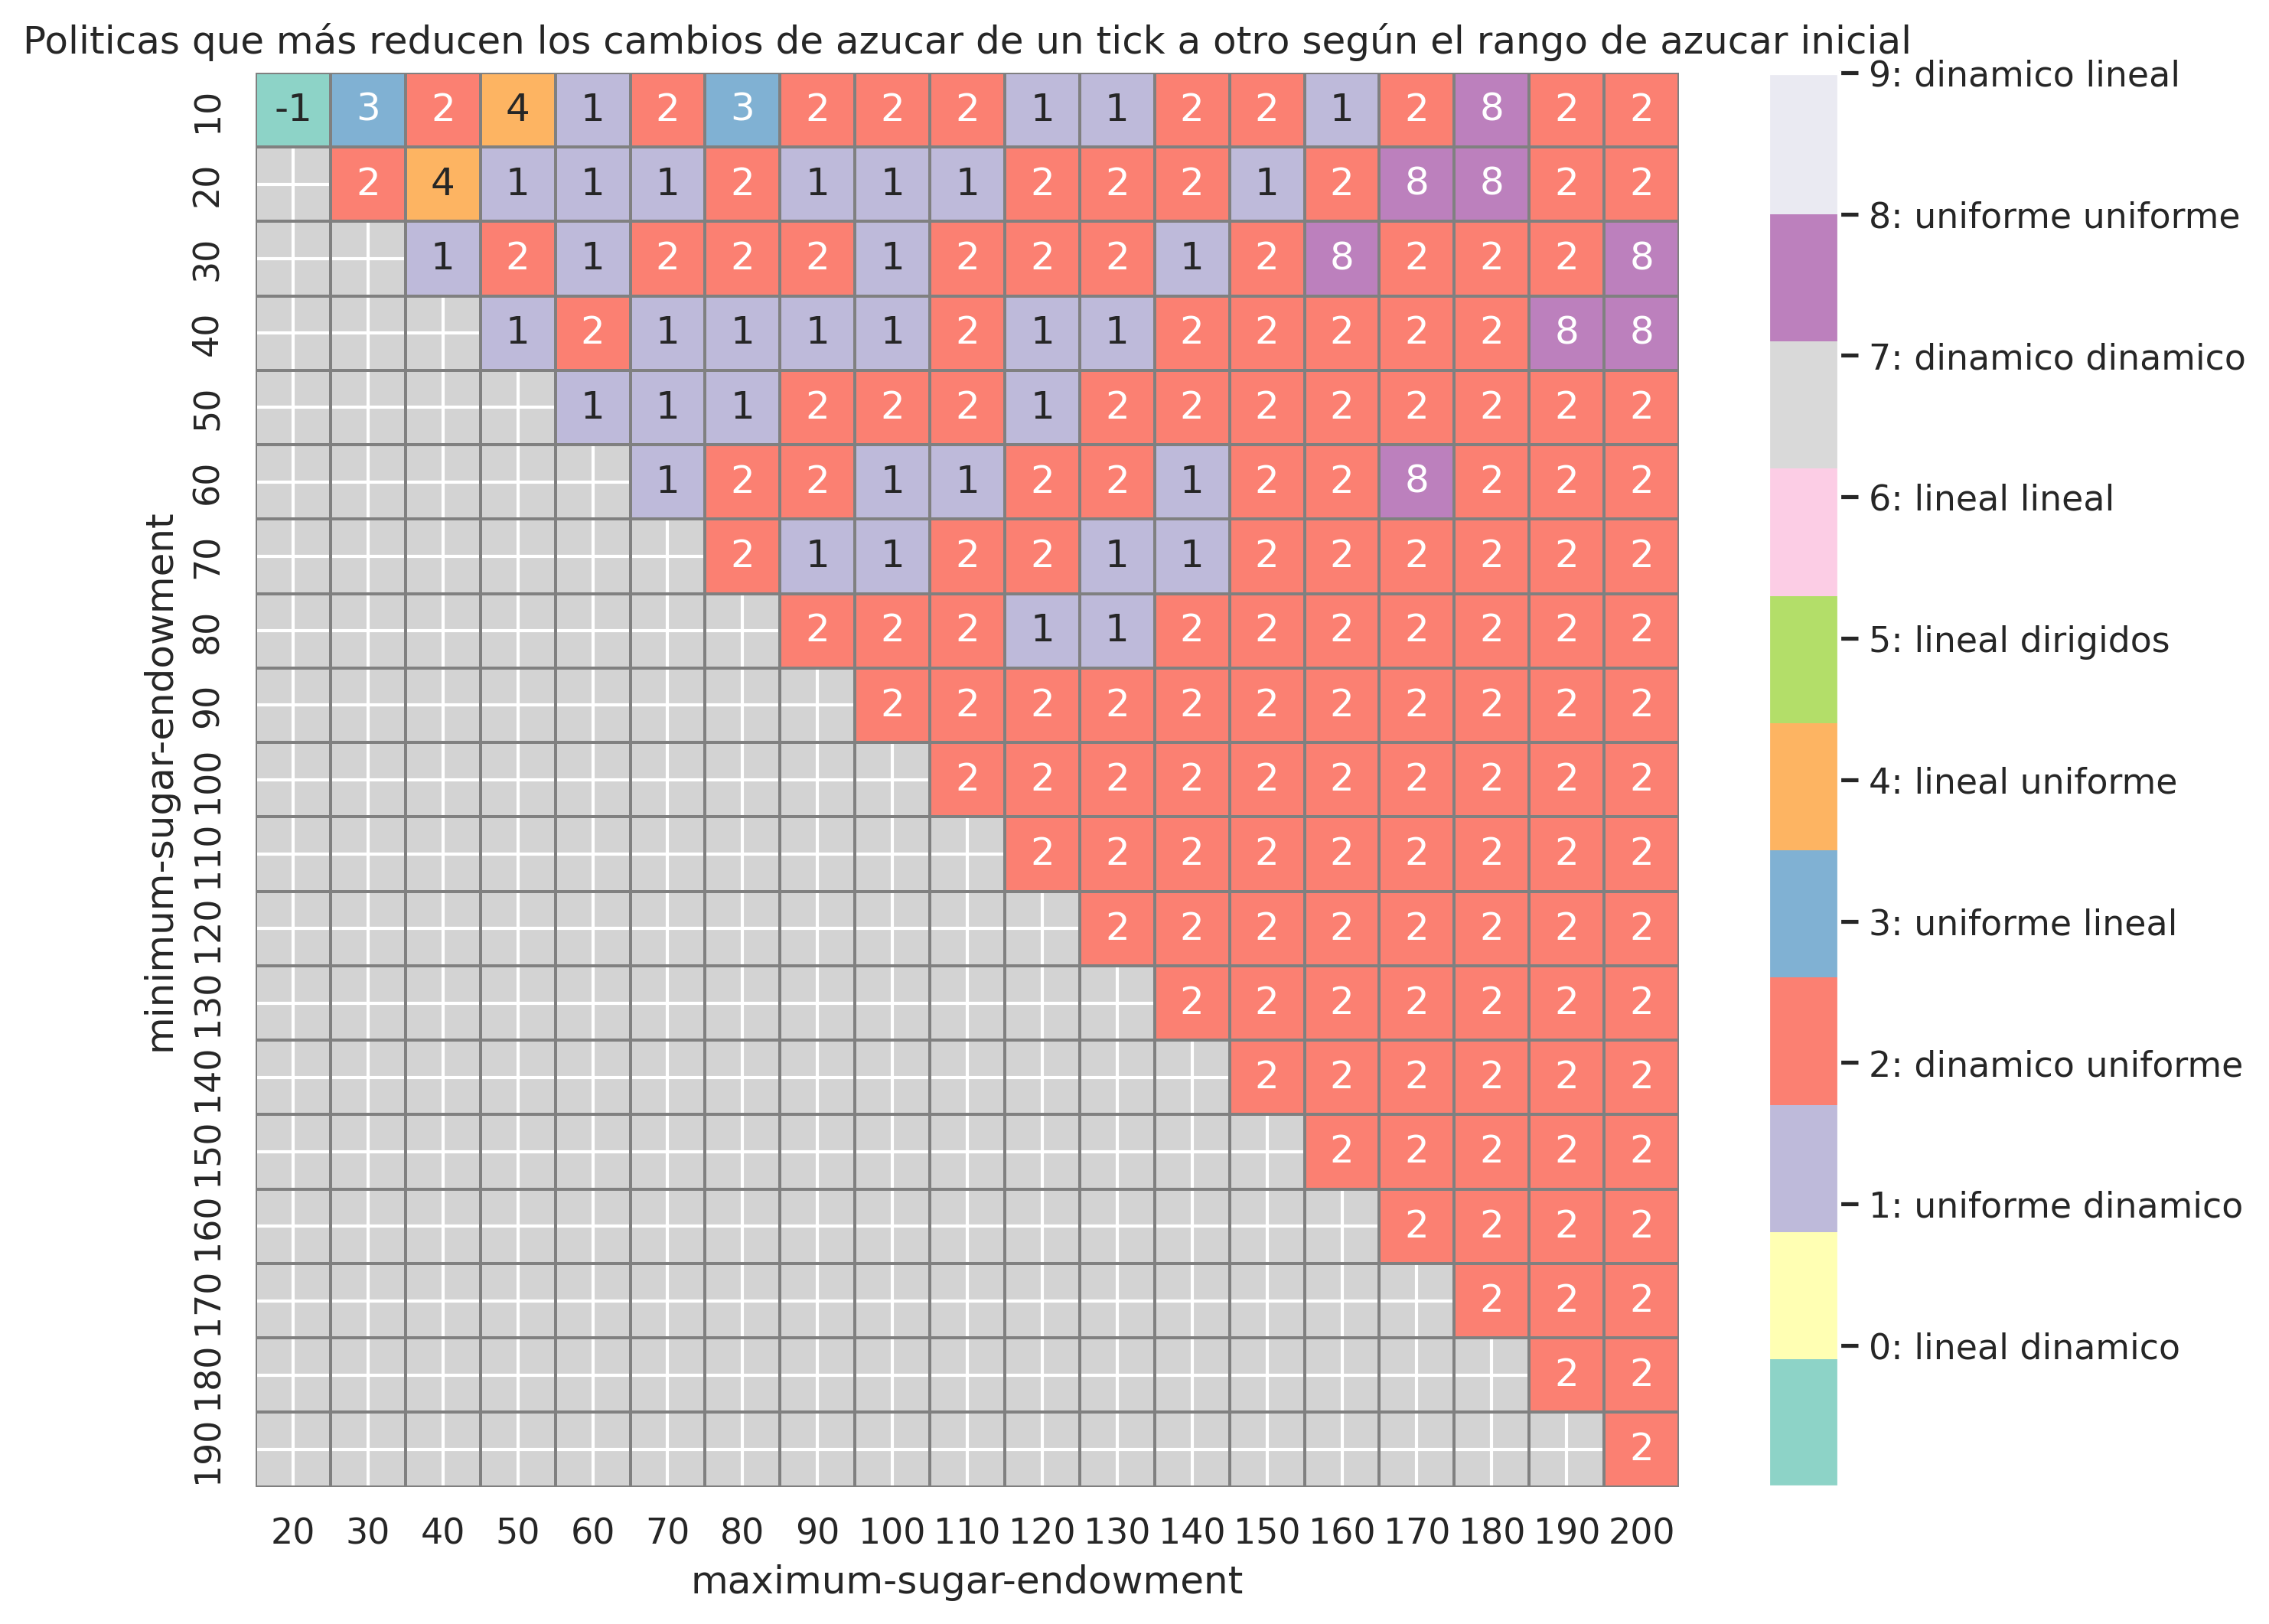 Politicas que más reducen los cambios de azucar de un tick a otro según el rango de azucar inicial
minimum-sugar-endowment
10 -1 3 2 4 1 2 3 2 2 2 1 1 2 2 1 2 8 2 2
20 2 4 1 1 1 2 1 1 1 2 2 2 1 2 8 8 2 2
30 1 2 1 2 2 2 1 2 2 2 1 2 8 2 2 2 8
40 1 2 1 1 1 1 2 1 1 2 2 2 2 2 8 8
50 1 1 1 2 2 2 1 2 2 2 2 2 2 2 2
60 1 2 2 1 1 2 2 1 2 2 8 2 2 2
70 2 1 1 2 2 1 1 2 2 2 2 2 2
80 2 2 2 1 1 2 2 2 2 2 2 2
90 2 2 2 2 2 2 2 2 2 2 2
100 2 2 2 2 2 2 2 2 2 2
110 2 2 2 2 2 2 2 2 2
120 2 2 2 2 2 2 2 2
130 2 2 2 2 2 2 2
140 2 2 2 2 2 2
150 2 2 2 2 2
160 2 2 2 2
170 2 2 2
180 2 2
190 2
20 30 40 50 60 70 80 90 100 110 120 130 140 150 160 170 180 190 200
maximum-sugar-endowment
9: dinamico lineal
8: uniforme uniforme
7: dinamico dinamico
6: lineal lineal
5: lineal dirigidos
4: lineal uniforme
3: uniforme lineal
2: dinamico uniforme
1: uniforme dinamico
0: lineal dinamico